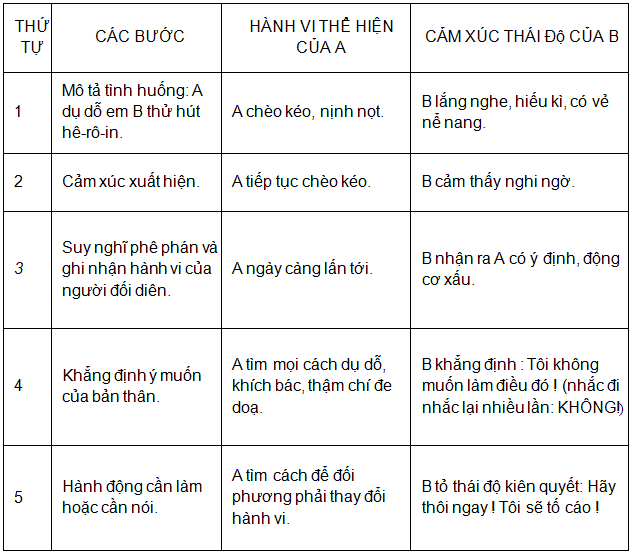 THỨ TỰ
CÁC BƯỚC
HÀNH VI THỂ HIỆN CỦA A
CẢM XÚC THÁI ĐỘ CỦA B
1
Mô tả tình huống: A
dụ dỗ em B thử hút
hê-rô-in.
A chèo kéo, nịnh nọt.
B lắng nghe, hiếu kì, có vẻ
nể nang.
2
Cảm xúc xuất hiện.
A tiếp tục chèo kéo.
B cảm thấy nghi ngờ.
3
Suy nghĩ phê phán và
ghi nhận hành vi của
người đối diên.
A ngày càng lấn tới.
B nhận ra A có ý định, động
cơ xấu.
4
Khẳng định ý muốn
của bản thân.
A tìm mọi cách dụ dỗ,
khích bác, thậm chí đe
doạ.
B khẳng định : Tôi không
muốn làm điều đó ! (nhắc đi
nhắc lại nhiều lần: KHÔNG!)
5
Hành động cần làm
hoặc cần nói.
A tìm cách để đối
phương phải thay đổi
hành vi.
B tỏ thái độ kiên quyết: Hãy
thôi ngay ! Tôi sẽ tố cáo !